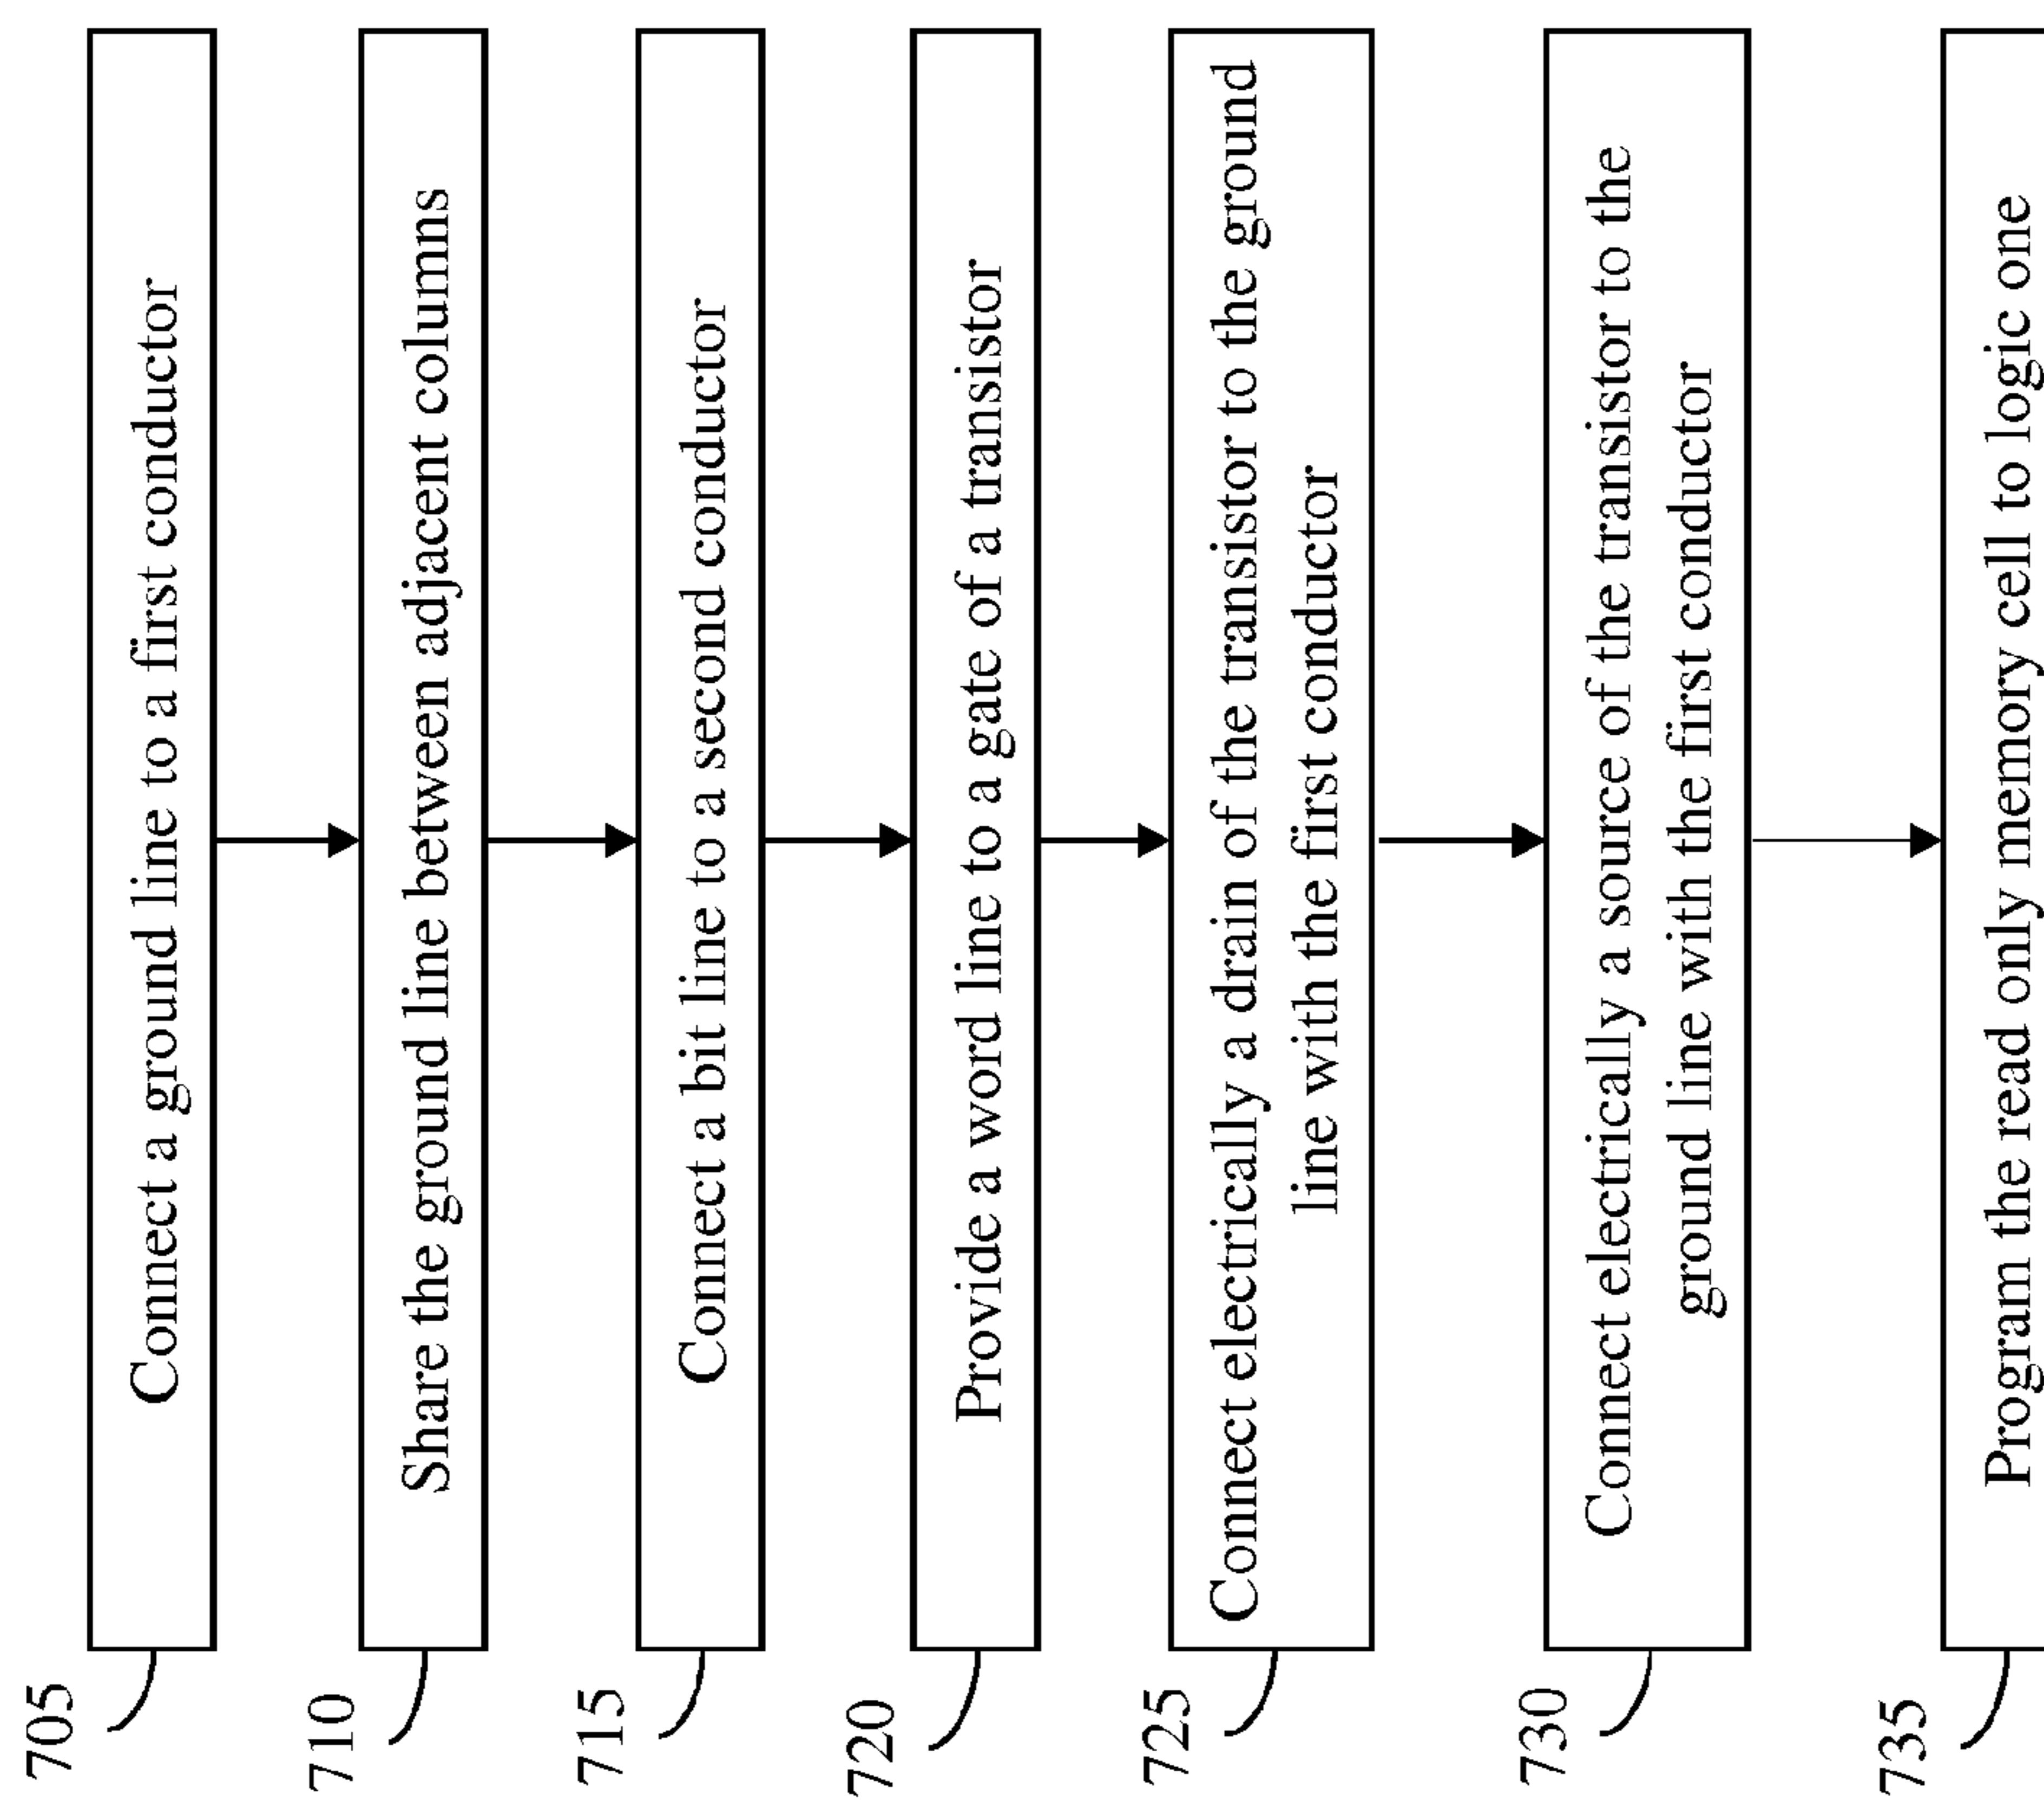 705
Connect a ground line to a first conductor
710
Share the ground line between adjacent columns
715
Connect a bit line to a second conductor
720
Provide a word line to a gate of a transistor
725
Connect electrically a drain of the transistor to the ground
line with the first conductor
730
Connect electrically a source of the transistor to the
ground line with the first conductor
735
Program the read only memory cell to logic one